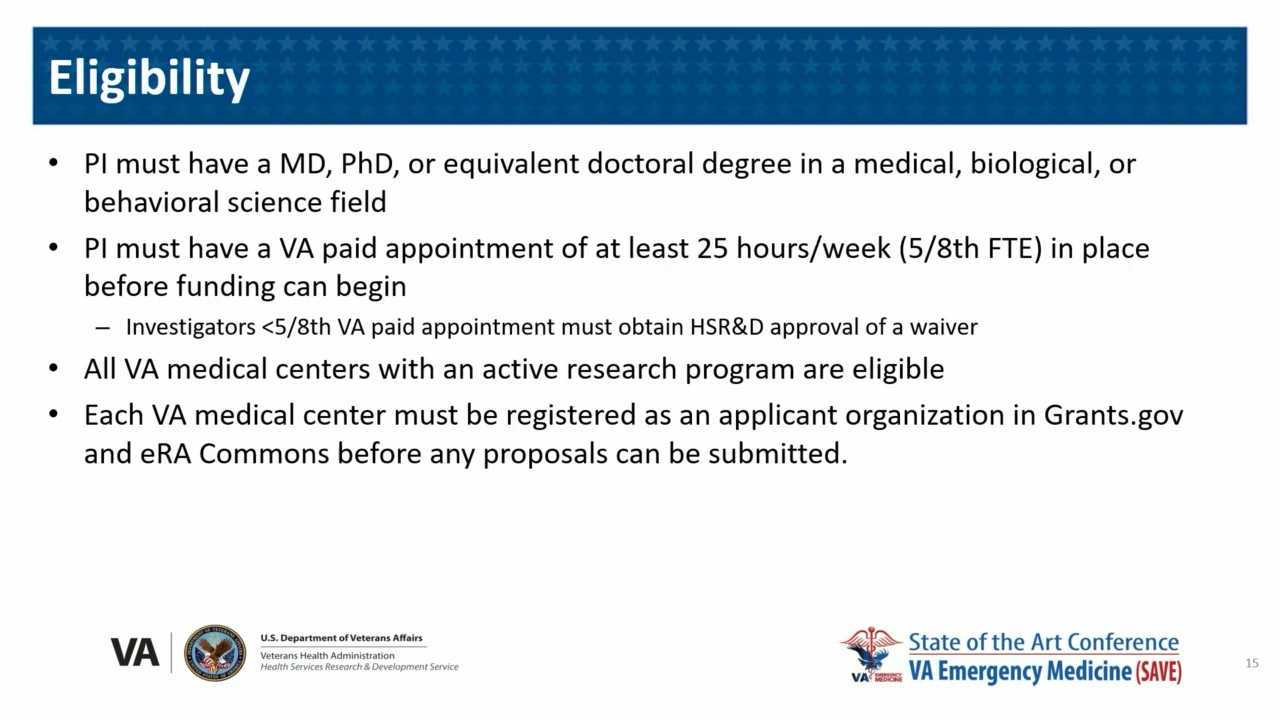 Eligibility
• PI must have a MD, PhD, or equivalent doctoral degree in a medical, biological, or
behavioral science field
• PI must have a VA paid appointment of at least 25 hours/week (5/8th FTE) in place
before funding can begin
– Investigators <5/8th VA paid appointment must obtain HSR&D approval of a waiver
• All VA medical centers with an active research program are eligible
• Each VA medical center must be registered as an applicant organization in Grants.gov
and eRA Commons before any proposals can be submitted.
VA
U.S. Department of Veterans Affairs
Veterans Health Administration
Health Services Research & Development Service
VA EMERGENCY MEDICINE
State of the Art Conference
VA Emergency Medicine (SAVE)
15